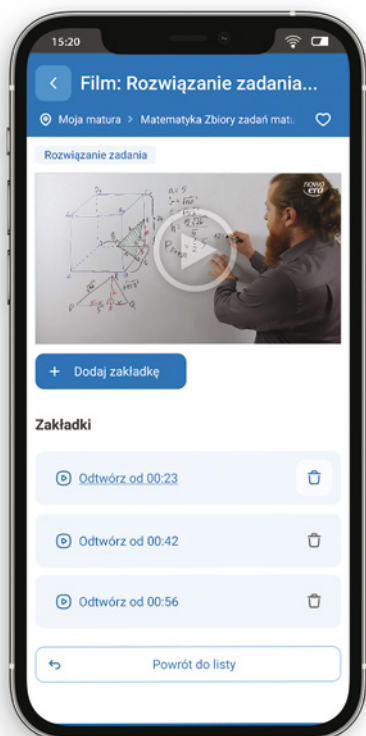 15:20
Film: Rozwiązanie zadania...
Moja matura > Matematyka Zbiory zadań matu
Rozwiązanie zadania
nowa
era
a = 5
+ Dodaj zakładkę
Zakładki
Odtwórz od 00:23
Odtwórz od 00:42
Odtwórz od 00:56
Powrót do listy